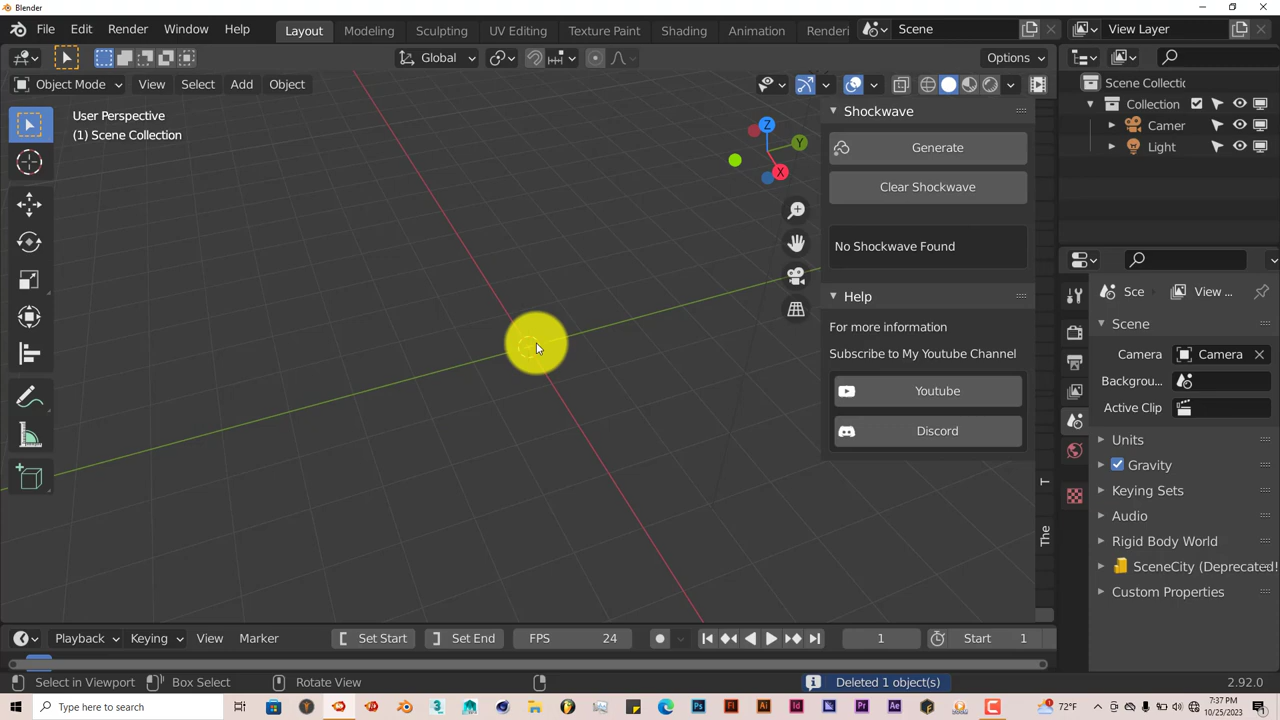 Blender
File Edit Render Window Help Layout Modeling Sculpting UV Editing Texture Paint Shading Animation Renderi Scene View Layer
Global Options
Object Mode View Select Add Object
User Perspective
(1) Scene Collection
Z
Y
X
Shockwave
Generate
Clear Shockwave
No Shockwave Found
Help
For more information
Subscribe to My Youtube Channel
Youtube
Discord
T
The
Scene Collectic
Collection
Camer
Light
Sce View ...
Scene
Camera Camera
Backgrou...
Active Clip
Units
Gravity
Keying Sets
Audio
Rigid Body World
SceneCity (Deprecated!
Custom Properties
Playback Keying View Marker Set Start Set End FPS 24 1 Start 1
Select in Viewport Box Select Rotate View Deleted 1 object(s) 2.92.0
Type here to search 72°F 7:37 PM
10/25/2023